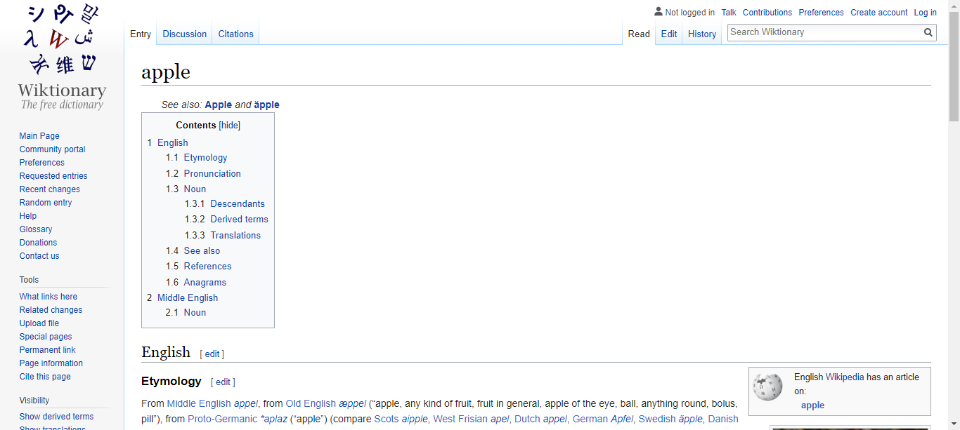 Not logged in Talk Contributions Preferences Create account Log in
Entry Discussion Citations Read Edit History Search Wiktionary
シ 말
λ W ش
维 ש
Wiktionary
The free dictionary
Main Page
Community portal
Preferences
Requested entries
Recent changes
Random entry
Help
Glossary
Donations
Contact us
Tools
What links here
Related changes
Upload file
Special pages
Permanent link
Page information
Cite this page
Visibility
Show derived terms
Show translations
apple
See also: Apple and äpple
Contents [hide]
1 English
1.1 Etymology
1.2 Pronunciation
1.3 Noun
1.3.1 Descendants
1.3.2 Derived terms
1.3.3 Translations
1.4 See also
1.5 References
1.6 Anagrams
2 Middle English
2.1 Noun
English [ edit ]
Etymology [ edit ]
From Middle English appel, from Old English æppel (“apple, any kind of fruit, fruit in general, apple of the eye, ball, anything round, bolus,
pill”), from Proto-Germanic *aplaz (“apple”) (compare Scots aipple, West Frisian apel, Dutch appel, German Apfel, Swedish äpple, Danish
English Wikipedia has an article
on:
apple